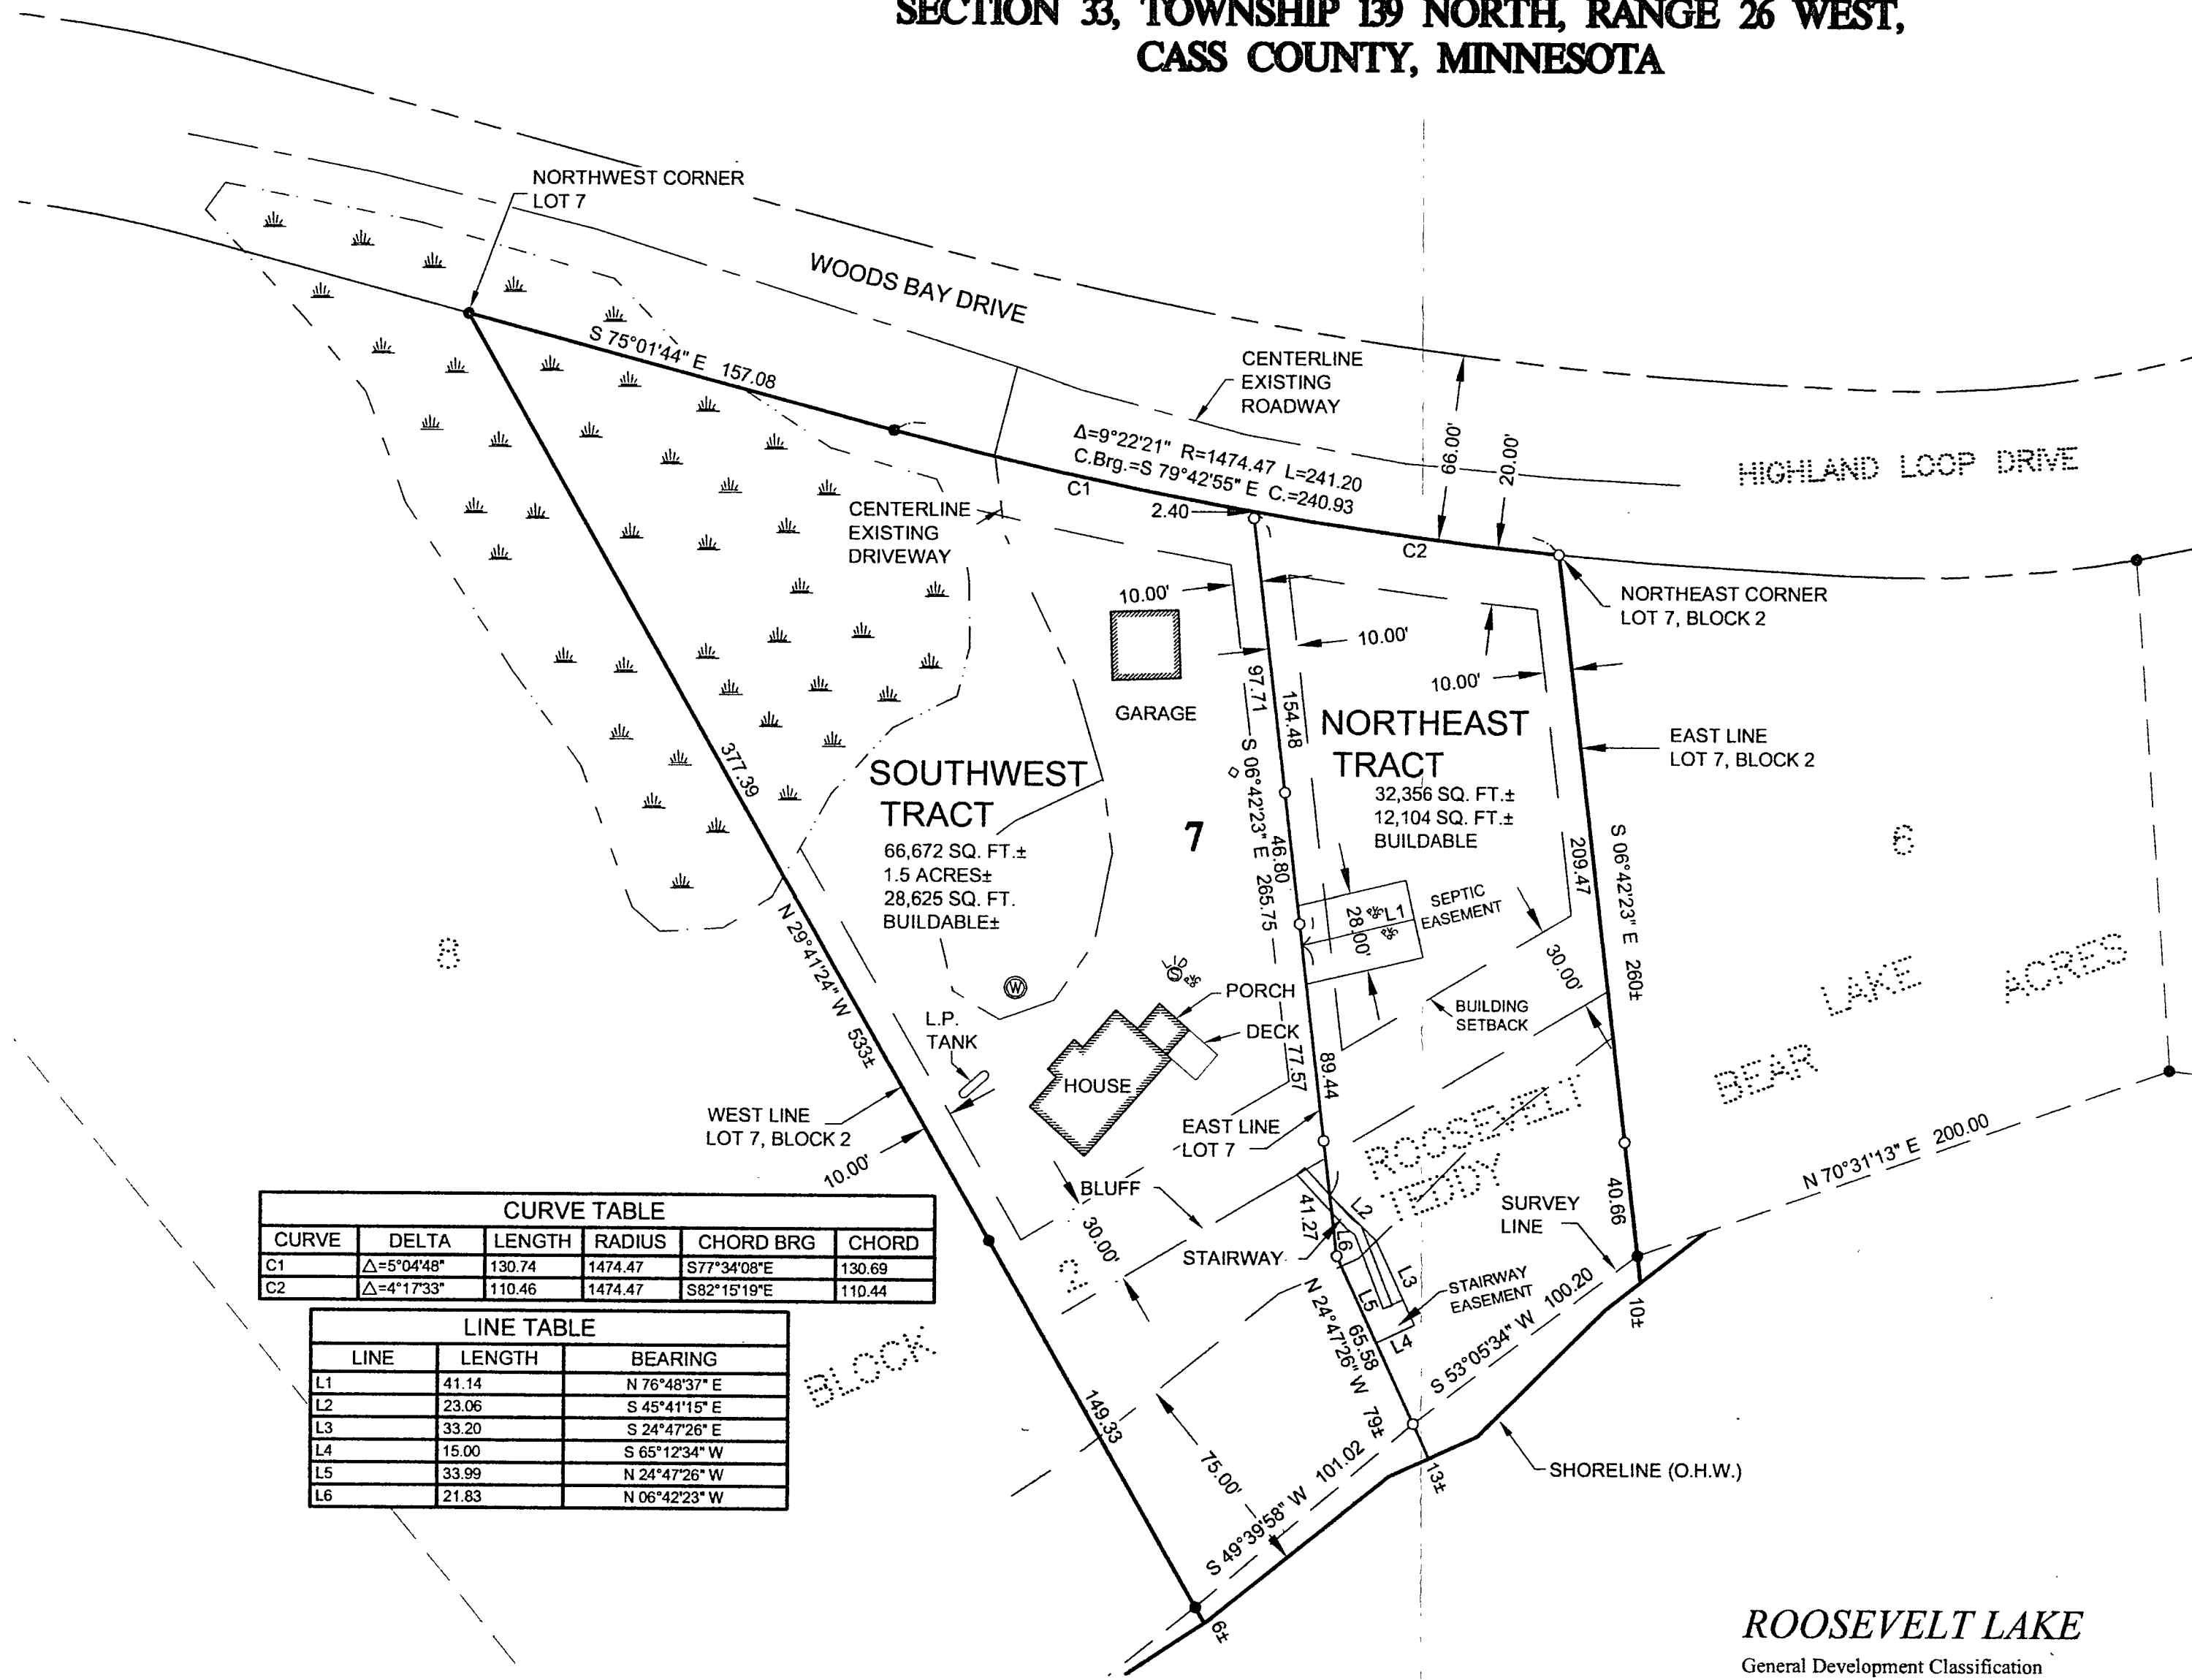 SECTION 33, TOWNSHIP 139 NORTH, RANGE 26 WEST,
CASS COUNTY, MINNESOTA
NORTHWEST CORNER
LOT 7
WOODS BAY DRIVE
S 75°01'44" E 157.08
CENTERLINE
EXISTING
ROADWAY
Δ=9°22'21" R=1474.47 L=241.20
C.Brg.=S 79°42'55" E C.=240.93
C1
2.40
66.00'
20.00'
HIGHLAND LOOP DRIVE
C2
CENTERLINE
EXISTING
DRIVEWAY
10.00'
10.00'
10.00'
NORTHEAST CORNER
LOT 7, BLOCK 2
GARAGE
97.71
154.48
S 06°42'23" E 265.75
46.80
NORTHEAST
TRACT
32,356 SQ. FT.±
12,104 SQ. FT.±
BUILDABLE
EAST LINE
LOT 7, BLOCK 2
209.47
S 06°42'23" E 260±
6
377.39
SOUTHWEST
TRACT
66,672 SQ. FT.±
1.5 ACRES±
28,625 SQ. FT.
BUILDABLE±
7
8
N 29°41'24" W 533±
28.00'
L1
PVC
PVC
SEPTIC
EASEMENT
30.00'
BUILDING
SETBACK
LAKE
ACRES
BEAR
W
LID
S
PVC
PORCH
DECK
L.P.
TANK
HOUSE
77.57
89.44
WEST LINE
LOT 7, BLOCK 2
10.00'
EAST LINE
LOT 7
ROOSEVELT
TEDDY
N 70°31'13" E 200.00
BLUFF
30.00'
STAIRWAY
41.27
L2
L6
L3
L5
L4
STAIRWAY
EASEMENT
SURVEY
LINE
40.66
10±
S 53°05'34" W 100.20
N 24°47'26" W 79±
65.58
2
BLOCK
149.33
75.00'
S 49°39'58" W 101.02
13±
6±
SHORELINE (O.H.W.)
CURVE TABLE
CURVE DELTA LENGTH RADIUS CHORD BRG CHORD
C1 Δ=5°04'48" 130.74 1474.47 S77°34'08"E 130.69
C2 Δ=4°17'33" 110.46 1474.47 S82°15'19"E 110.44
LINE TABLE
LINE LENGTH BEARING
L1 41.14 N 76°48'37" E
L2 23.06 S 45°41'15" E
L3 33.20 S 24°47'26" E
L4 15.00 S 65°12'34" W
L5 33.99 N 24°47'26" W
L6 21.83 N 06°42'23" W
ROOSEVELT LAKE
General Development Classification